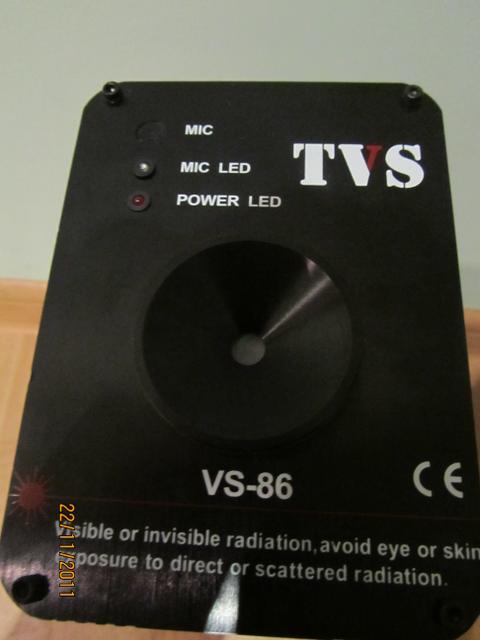 MIC
MIC LED
TVS
POWER LED
VS-86
CE
Visible or invisible radiation,avoid eye or skin
exposure to direct or scattered radiation.
22/11/2011